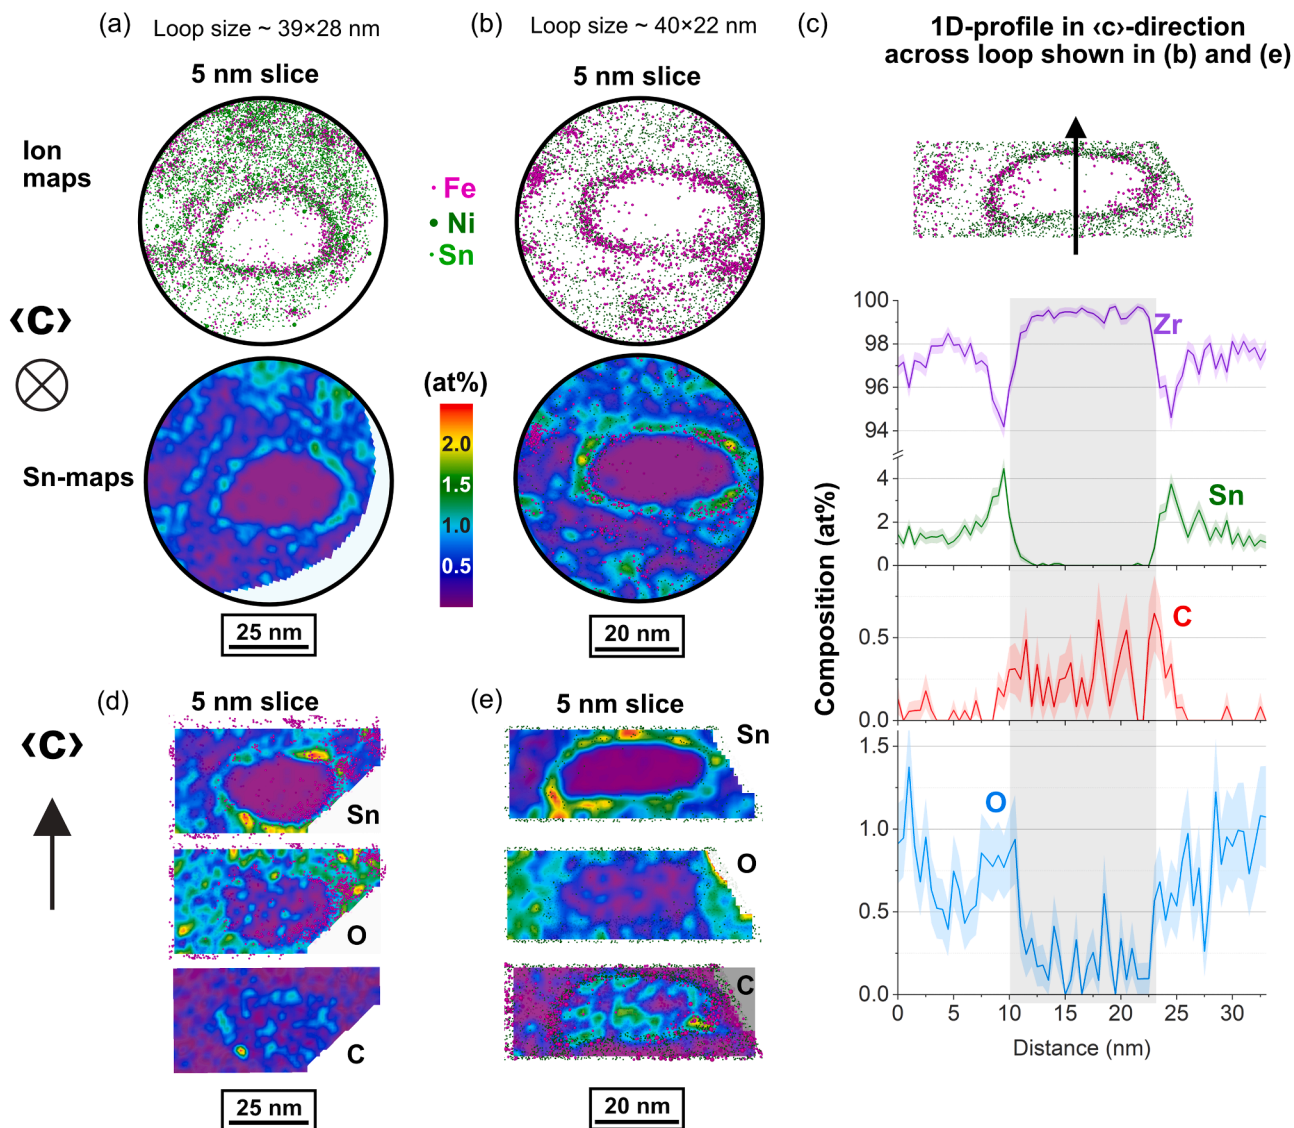 (a) Loop size ~ 39×28 nm
5 nm slice
(b) Loop size ~ 40×22 nm
5 nm slice
(c) 1D-profile in ‹c›-direction
across loop shown in (b) and (e)
Ion
maps
Fe
Ni
Sn
‹c›
Sn-maps
(at%)
2.0
1.5
1.0
0.5
25 nm
20 nm
Composition (at%)
100
98
96
94
Zr
4
2
0
Sn
0.5
0.0
C
1.5
1.0
0.5
0.0
O
0 5 10 15 20 25 30
Distance (nm)
‹c›
(d) 5 nm slice
Sn
O
C
25 nm
(e) 5 nm slice
Sn
O
C
20 nm